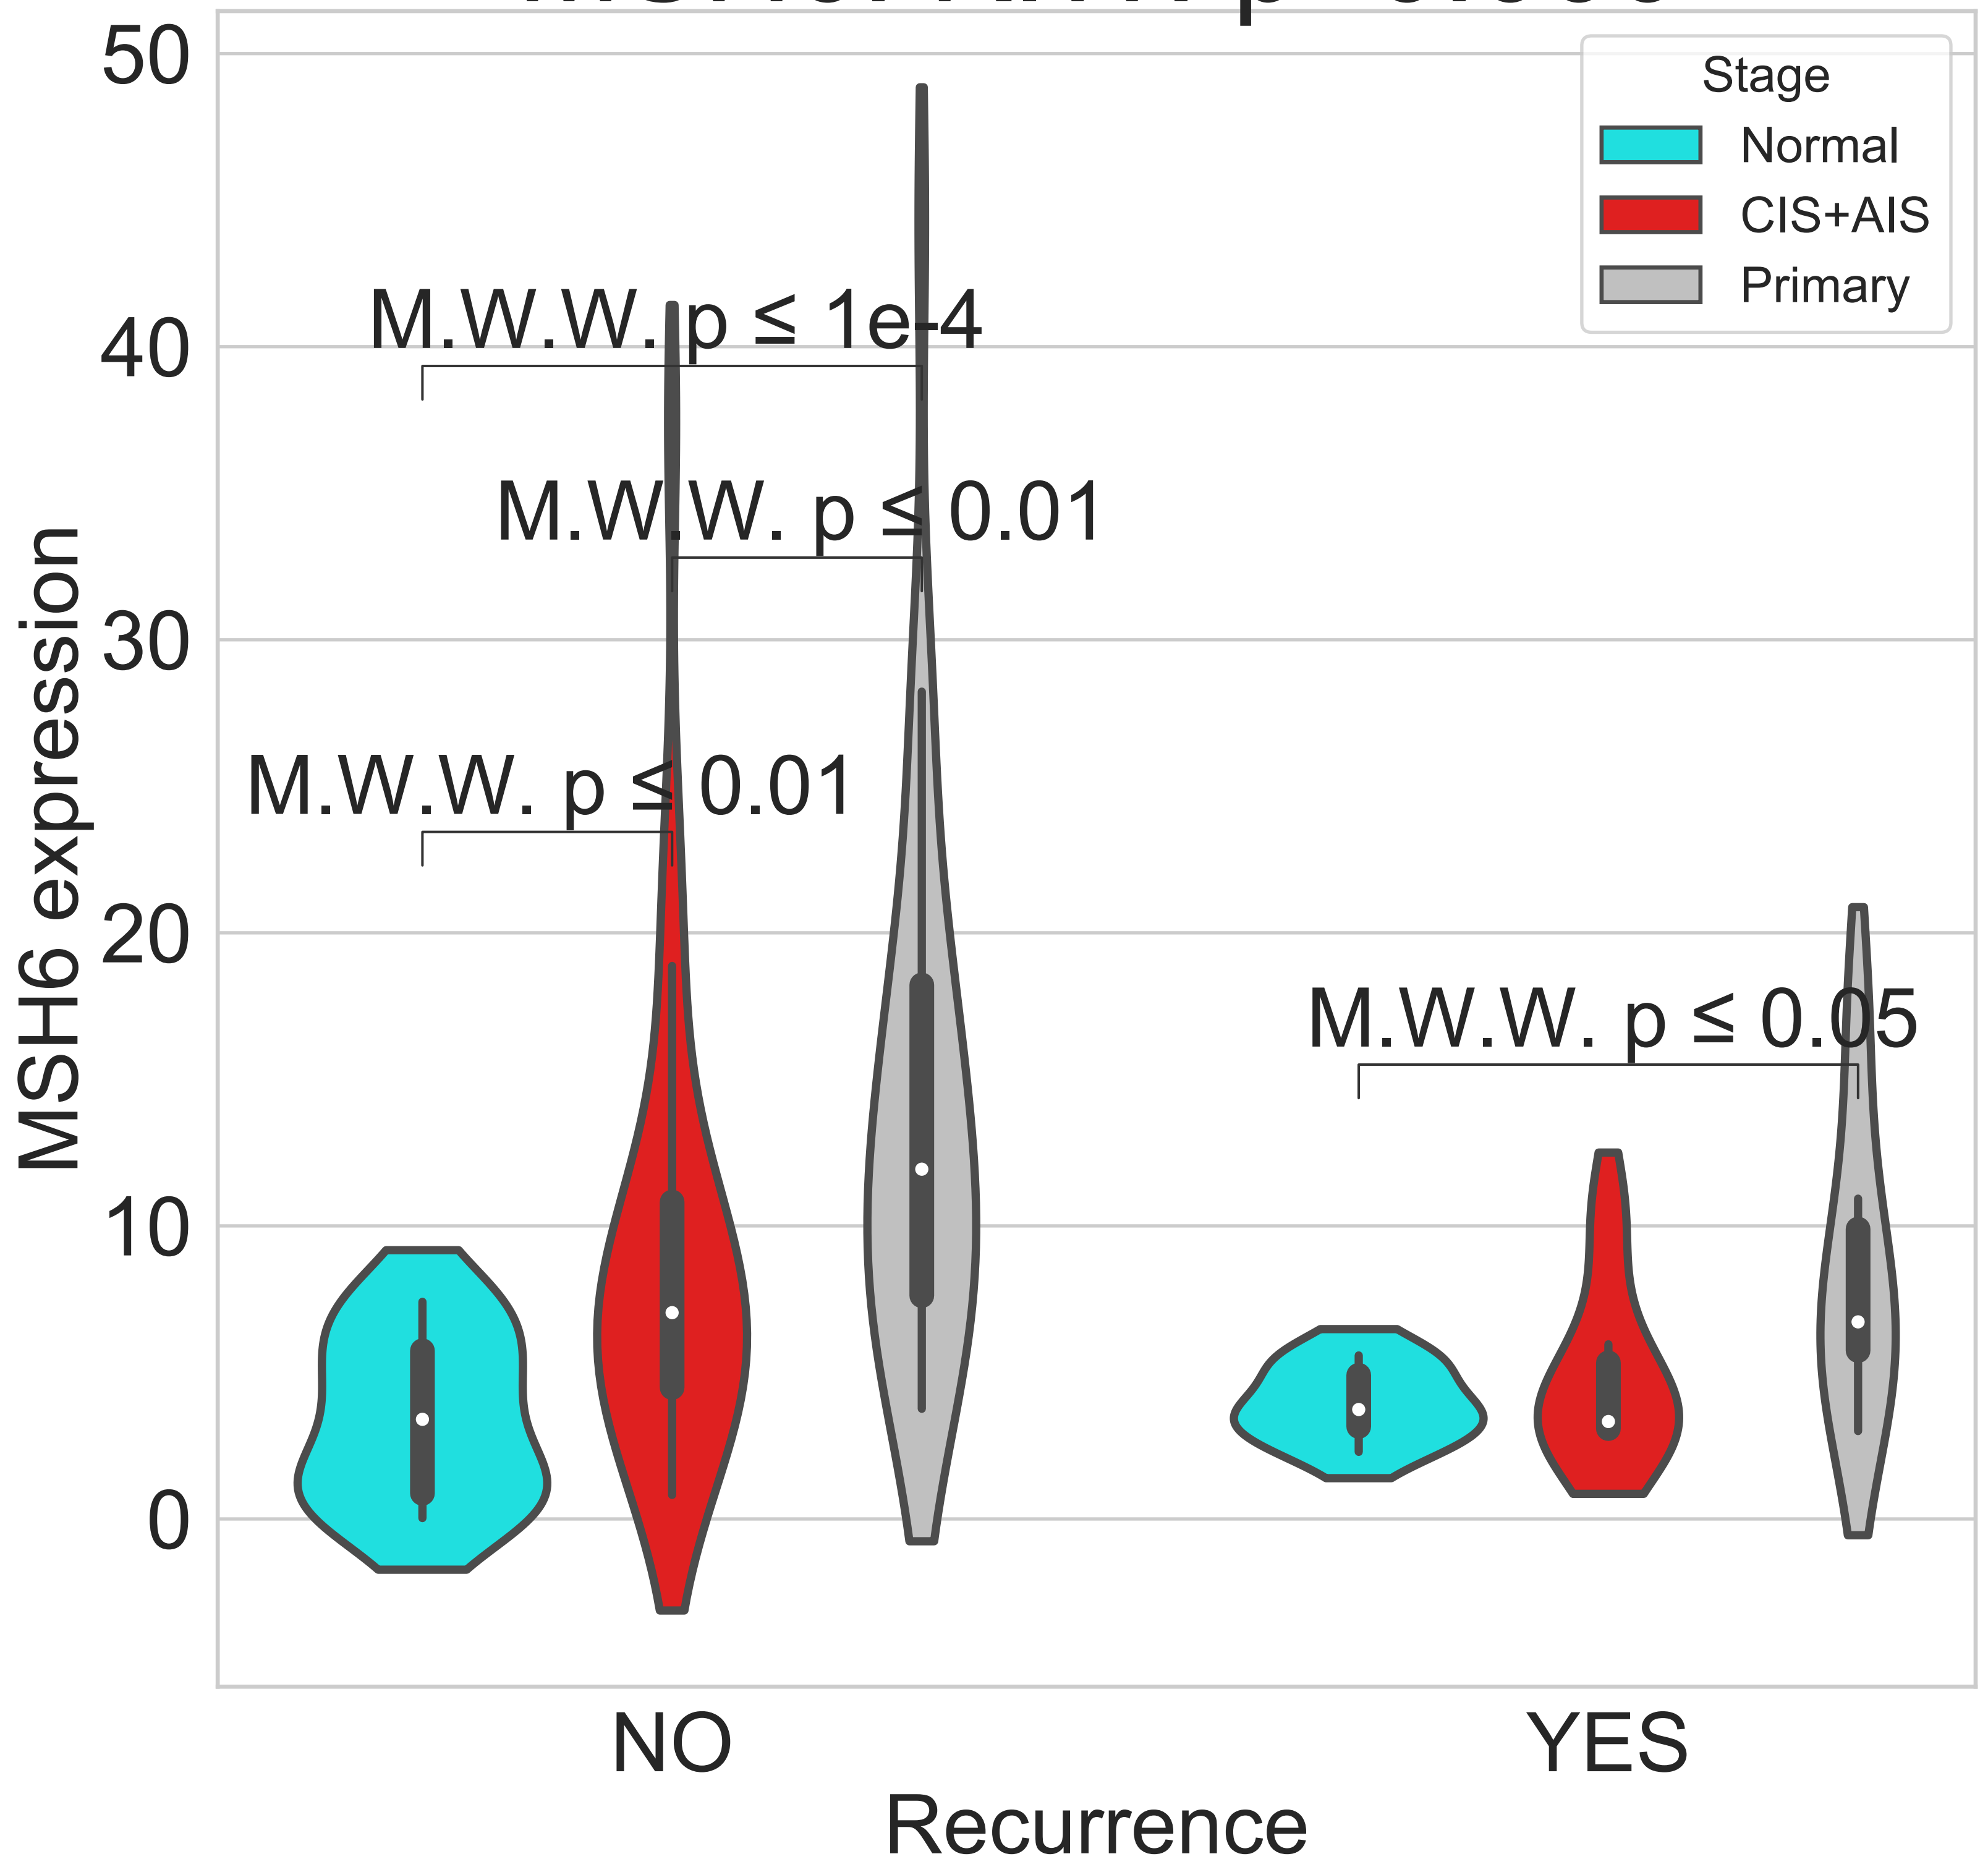 50
Stage
Normal
CIS+AIS
Primary
M.W.W. p ≤ 1e-4
40
M.W.W. p ≤ 0.01
30
M.W.W. p ≤ 0.01
20
M.W.W. p ≤ 0.05
10
0
MSH6 expression
NO
YES
Recurrence